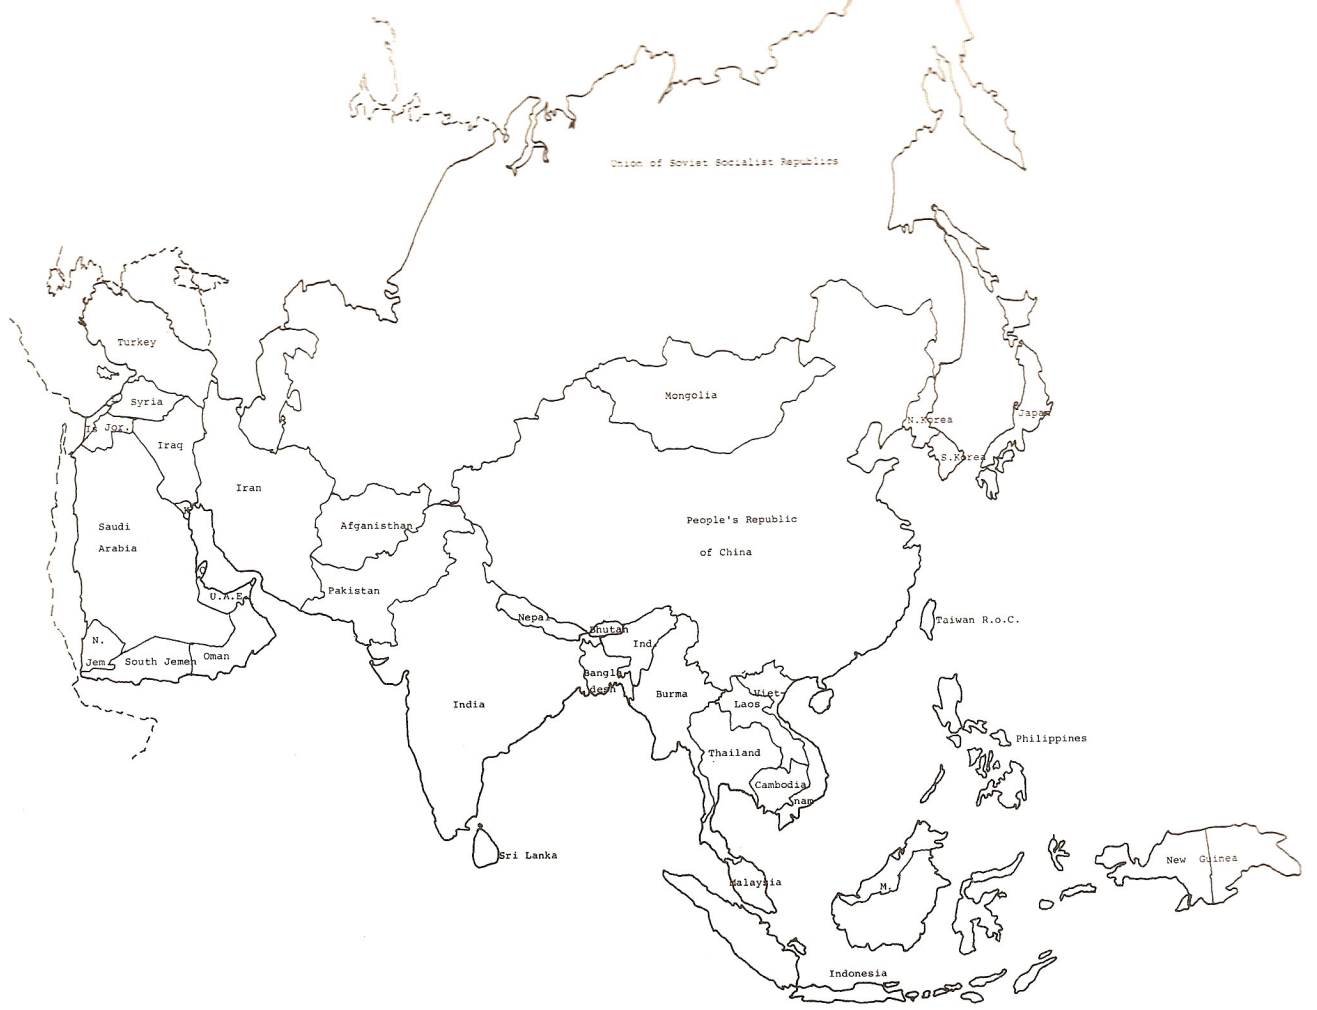 Union of Soviet Socialist Republics
Turkey
Syria
Is
Jor.
Iraq
Iran
Mongolia
N.Korea
Japan
S.Korea
Saudi
Arabia
K
Afganisthan
People's Republic
of China
Q
U.A.E.
Pakistan
Nepal
Bhutan
Ind.
Taiwan R.o.C.
N.
Jem.
South Jemen
Oman
Bangla
desh
India
Burma
Viet-
Laos
Thailand
Philippines
Cambodia
nam
Sri Lanka
Malaysia
M.
New Guinea
Indonesia